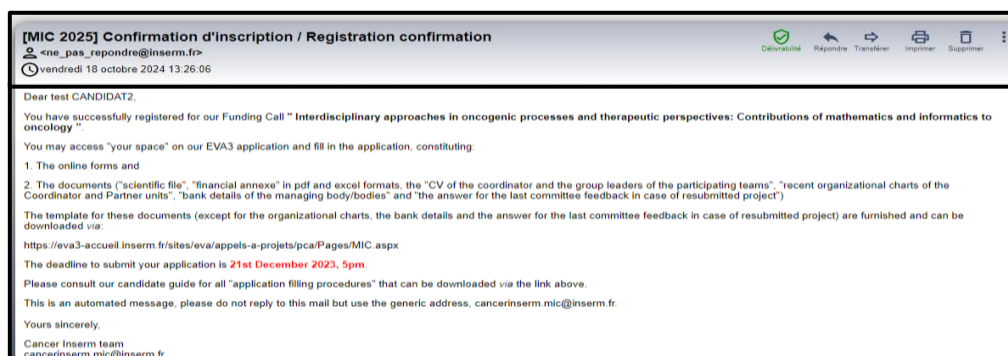 [MIC 2025] Confirmation d'inscription / Registration confirmation
<ne_pas_repondre@inserm.fr>
vendredi 18 octobre 2024 13:26:06
Délivrabilité Répondre Transférer Imprimer Supprimer
Dear test CANDIDAT2,
You have successfully registered for our Funding Call " Interdisciplinary approaches in oncogenic processes and therapeutic perspectives: Contributions of mathematics and informatics to
oncology ".
You may access "your space" on our EVA3 application and fill in the application, constituting:
1. The online forms and
2. The documents ("scientific file", "financial annexe" in pdf and excel formats, the "CV of the coordinator and the group leaders of the participating teams", "recent organizational charts of the
Coordinator and Partner units", "bank details of the managing body/bodies" and "the answer for the last committee feedback in case of resubmitted project")
The template for these documents (except for the organizational charts, the bank details and the answer for the last committee feedback in case of resubmitted project) are furnished and can be
downloaded via:
https://eva3-accueil.inserm.fr/sites/eva/appels-a-projets/pca/Pages/MIC.aspx
The deadline to submit your application is 21st December 2023, 5pm.
Please consult our candidate guide for all "application filling procedures" that can be downloaded via the link above.
This is an automated message, please do not reply to this mail but use the generic address, cancerinserm.mic@inserm.fr.
Yours sincerely,
Cancer Inserm team
cancerinserm.mic@inserm.fr